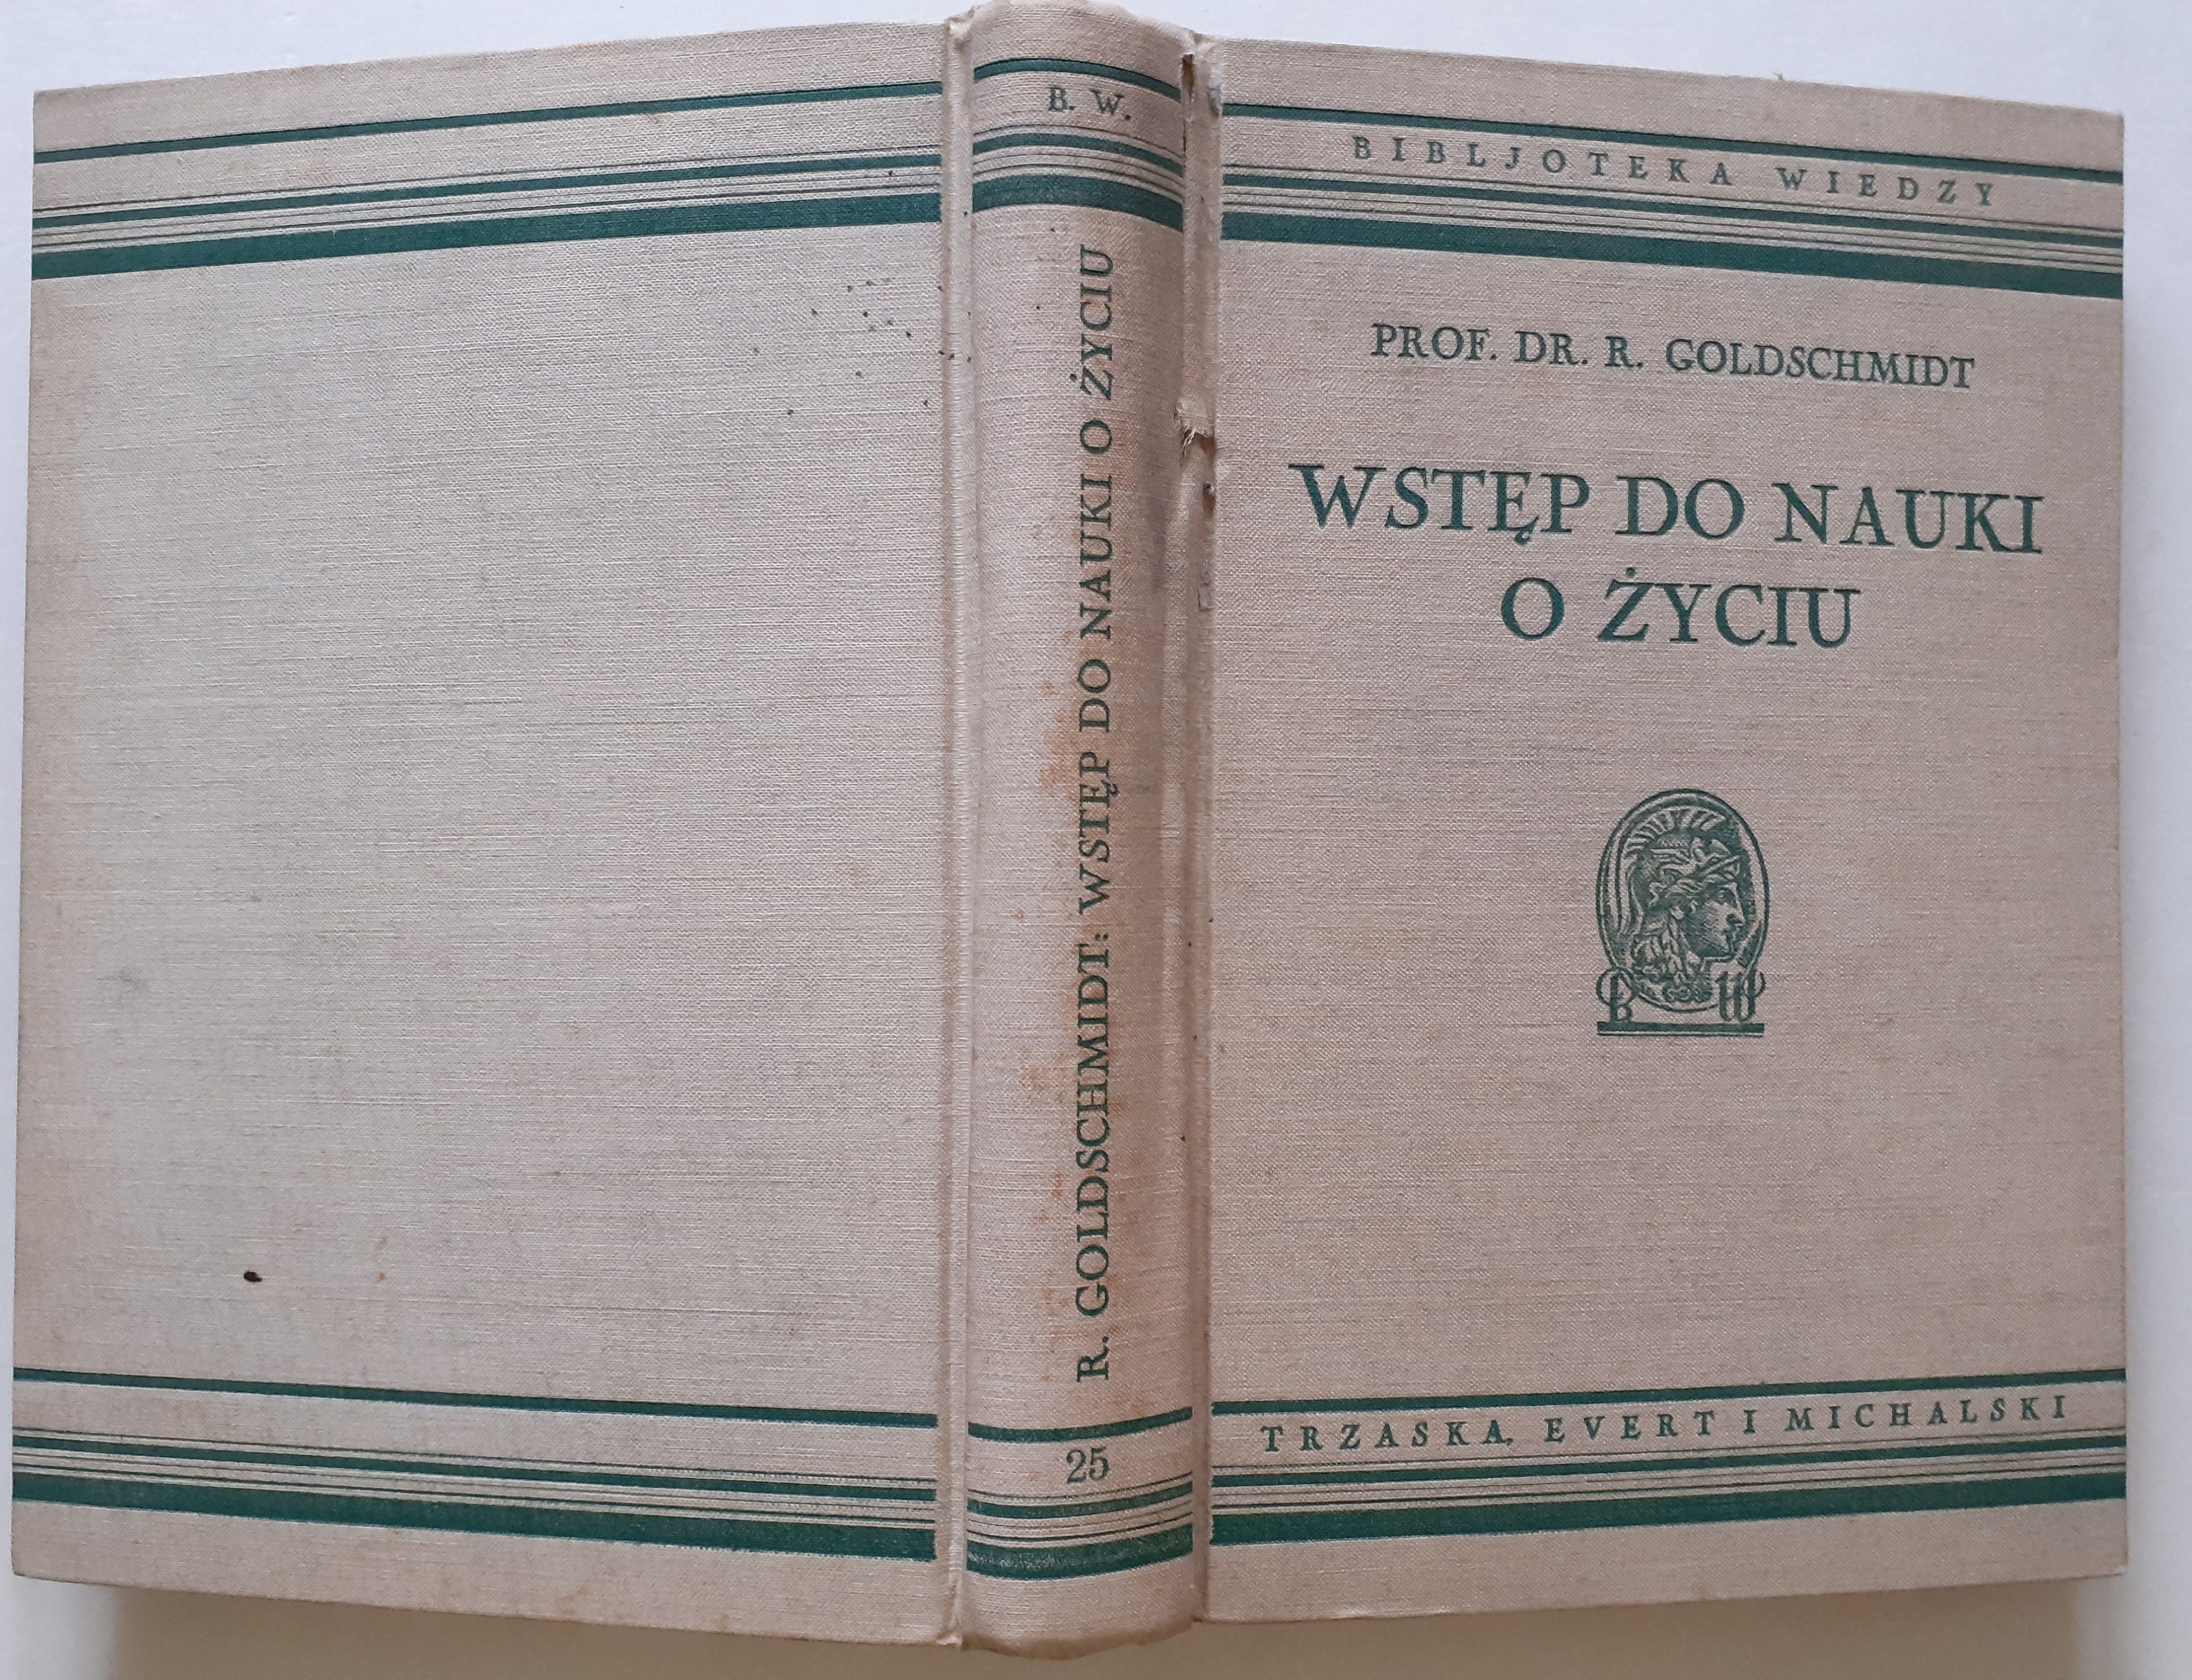 B. W.
R. GOLDSCHMIDT: WSTĘP DO NAUKI O ŻYCIU
25
BIBLJOTEKA WIEDZY
PROF. DR. R. GOLDSCHMIDT
WSTĘP DO NAUKI
O ŻYCIU
B W
TRZASKA, EVERT I MICHALSKI